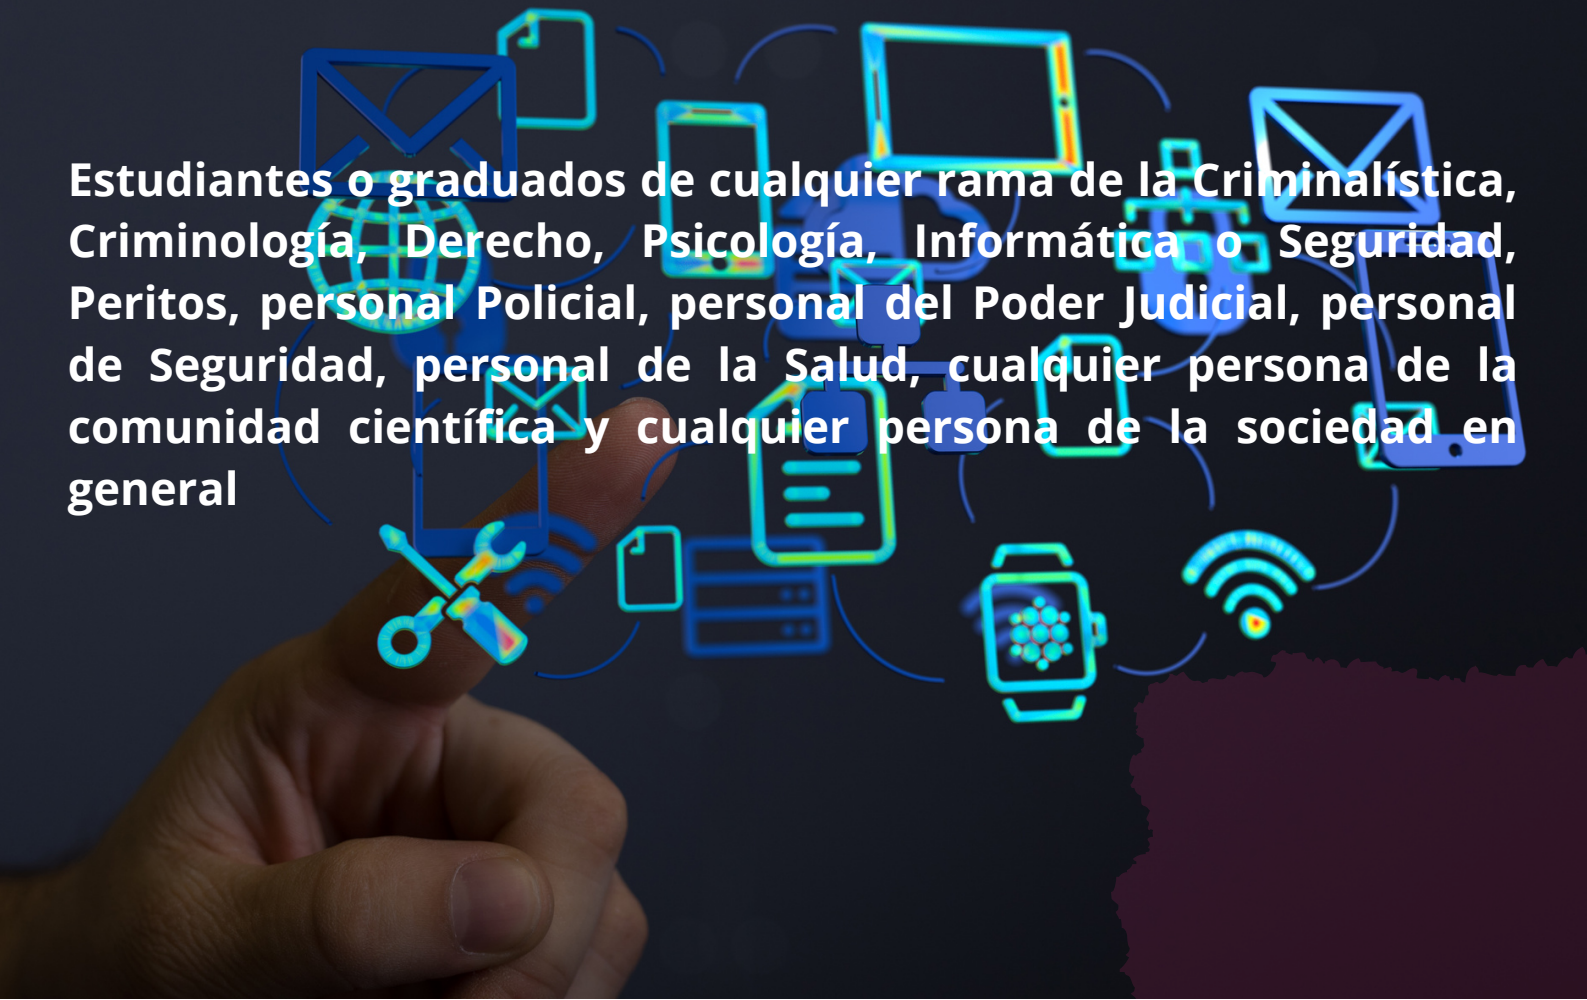 Estudiantes o graduados de cualquier rama de la Criminalística,
Criminología, Derecho, Psicología, Informática o Seguridad,
Peritos, personal Policial, personal del Poder Judicial, personal
de Seguridad, personal de la Salud, cualquier persona de la
comunidad científica y cualquier persona de la sociedad en
general